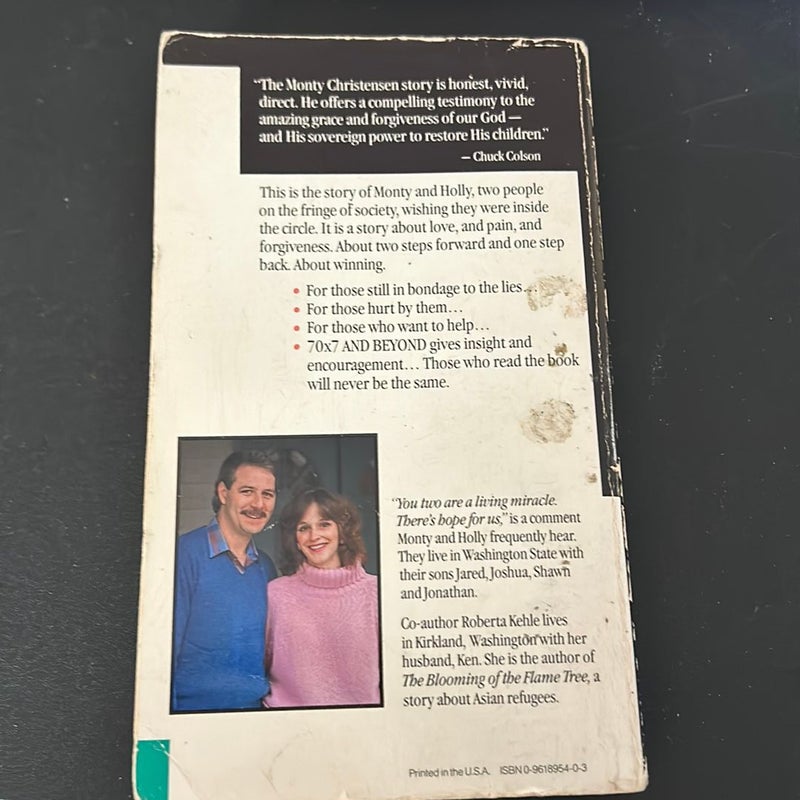 “The Monty Christensen story is honest, vivid,
direct. He offers a compelling testimony to the
amazing grace and forgiveness of our God —
and His sovereign power to restore His children.”
— Chuck Colson
This is the story of Monty and Holly, two people
on the fringe of society, wishing they were inside
the circle. It is a story about love, and pain, and
forgiveness. About two steps forward and one step
back. About winning.
• For those still in bondage to the lies...
• For those hurt by them...
• For those who want to help...
• 70x7 AND BEYOND gives insight and
encouragement... Those who read the book
will never be the same.
“You two are a living miracle.
There's hope for us,” is a comment
Monty and Holly frequently hear.
They live in Washington State with
their sons Jared, Joshua, Shawn
and Jonathan.
Co-author Roberta Kehle lives
in Kirkland, Washington with her
husband, Ken. She is the author of
The Blooming of the Flame Tree, a
story about Asian refugees.
Printed in the U.S.A. ISBN 0-9618954-0-3